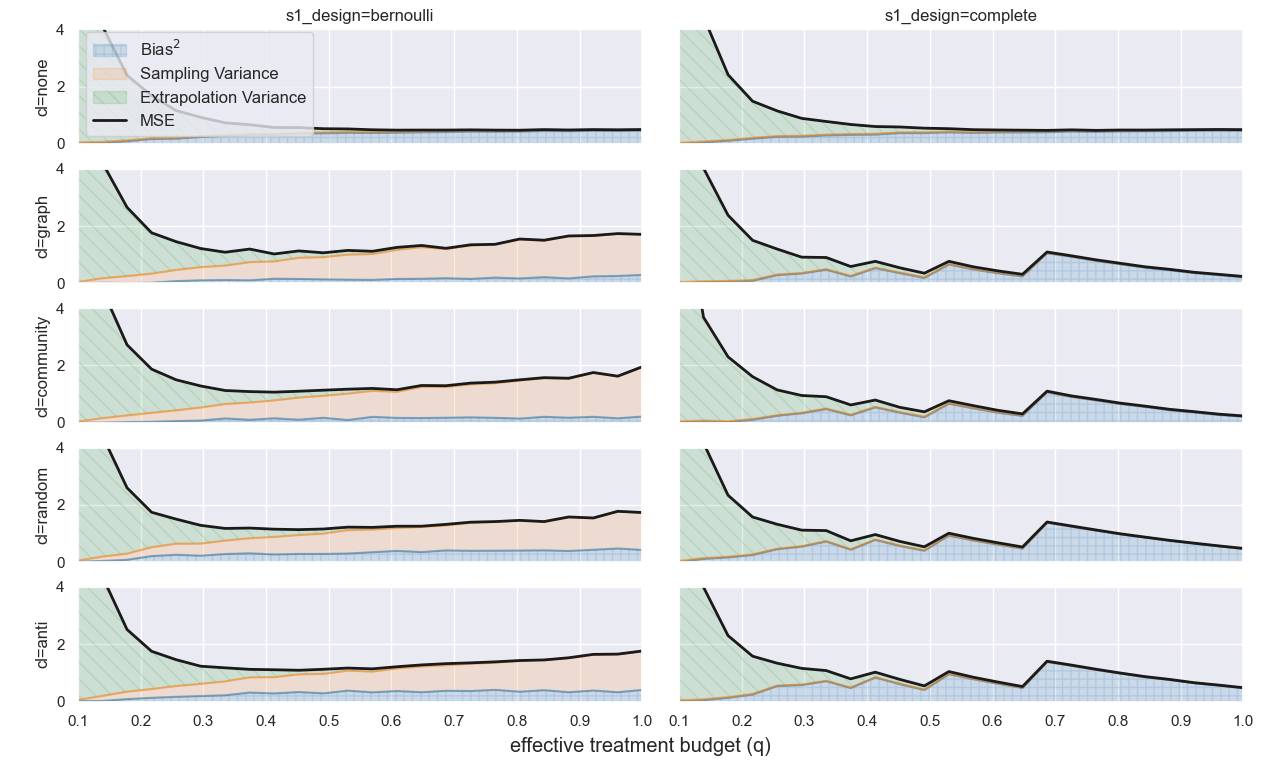 s1_design=bernoulli
s1_design=complete
Bias²
Sampling Variance
Extrapolation Variance
MSE
d=none
4
2
0
d=graph
4
2
0
d=community
4
2
0
d=random
4
2
0
d=anti
4
2
0
0.1 0.2 0.3 0.4 0.5 0.6 0.7 0.8 0.9 1.0
0.1 0.2 0.3 0.4 0.5 0.6 0.7 0.8 0.9 1.0
effective treatment budget (q)